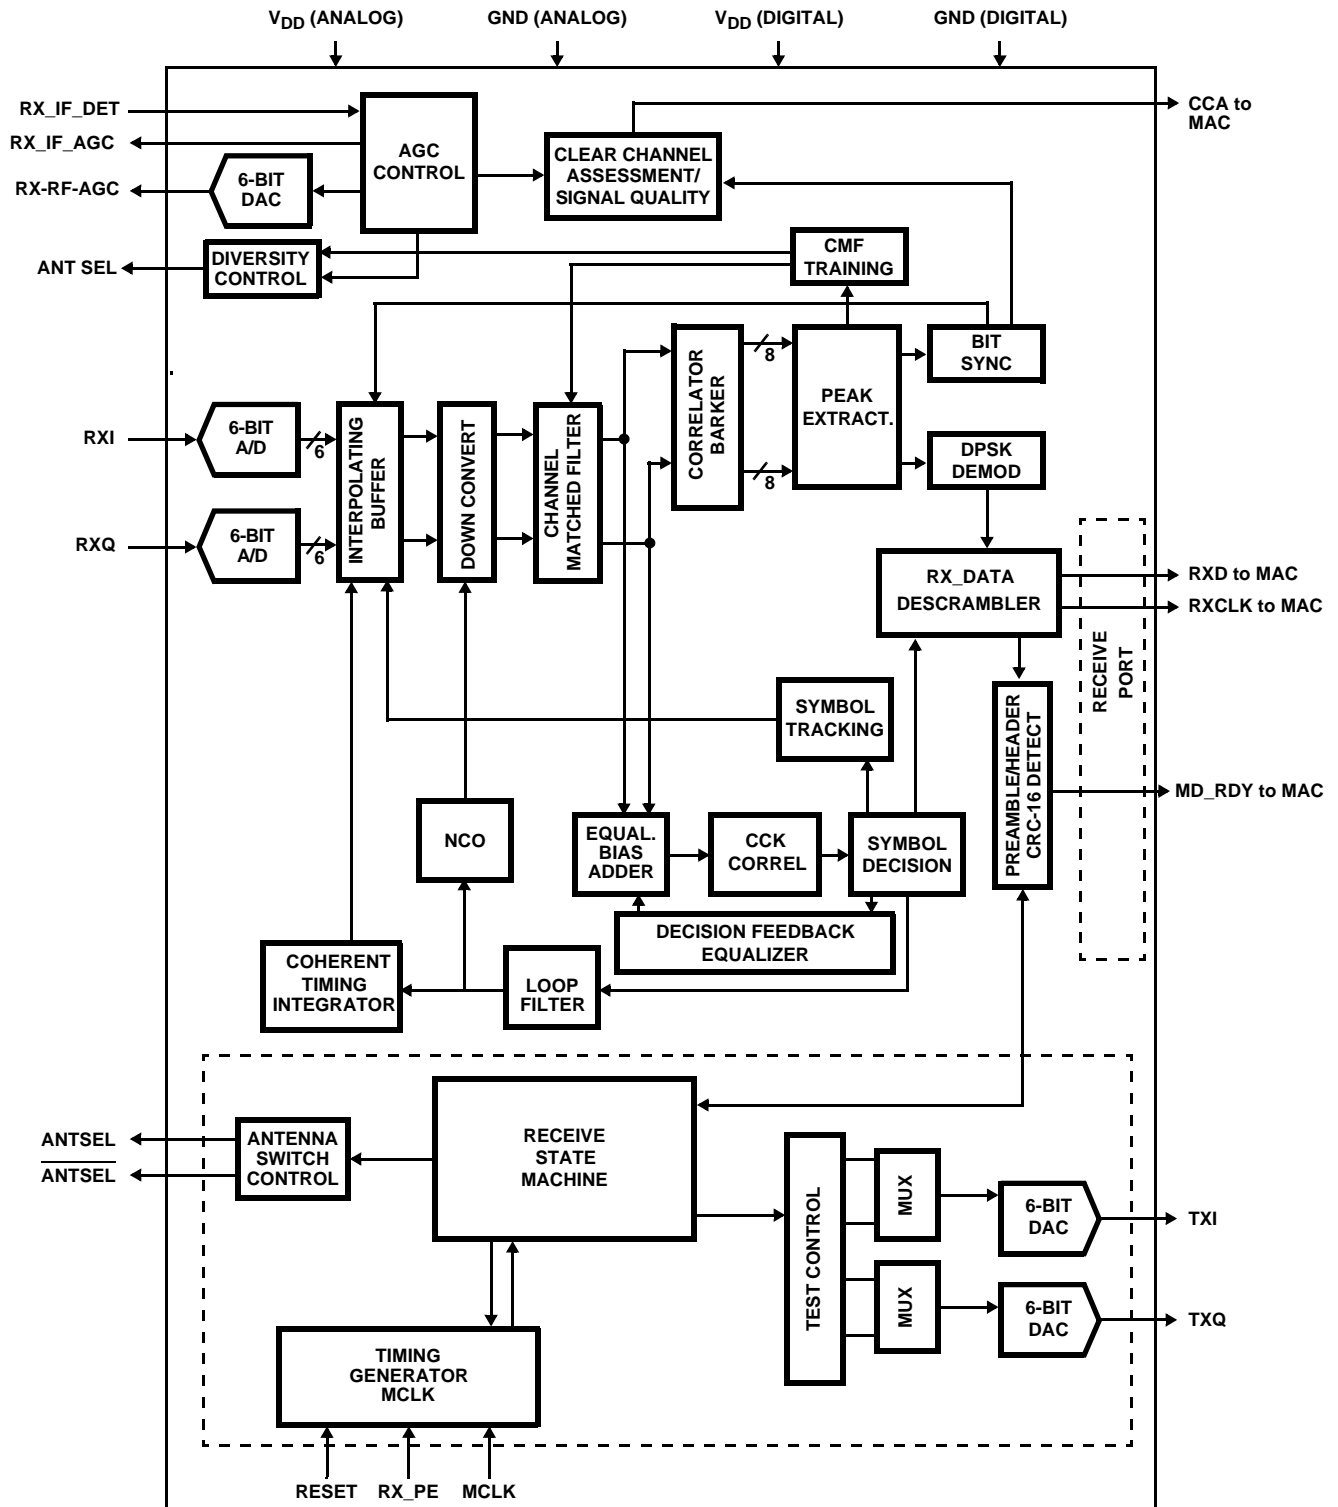 VDD (ANALOG)
GND (ANALOG)
VDD (DIGITAL)
GND (DIGITAL)
RX_IF_DET
RX_IF_AGC
RX-RF-AGC
ANT SEL
6-BIT
DAC
AGC
CONTROL
CLEAR CHANNEL
ASSESSMENT/
SIGNAL QUALITY
CCA to
MAC
DIVERSITY
CONTROL
CMF
TRAINING
RXI
6-BIT
A/D
6
RXQ
6-BIT
A/D
6
INTERPOLATING
BUFFER
DOWN CONVERT
CHANNEL
MATCHED FILTER
CORRELATOR
BARKER
8
8
PEAK
EXTRACT.
BIT
SYNC
DPSK
DEMOD
RX_DATA
DESCRAMBLER
RXD to MAC
RXCLK to MAC
RECEIVE
PORT
PREAMBLE/HEADER
CRC-16 DETECT
MD_RDY to MAC
SYMBOL
TRACKING
NCO
EQUAL.
BIAS
ADDER
CCK
CORREL
SYMBOL
DECISION
DECISION FEEDBACK
EQUALIZER
COHERENT
TIMING
INTEGRATOR
LOOP
FILTER
ANTSEL
ANTSEL
ANTENNA
SWITCH
CONTROL
RECEIVE
STATE
MACHINE
TEST CONTROL
MUX
6-BIT
DAC
TXI
MUX
6-BIT
DAC
TXQ
TIMING
GENERATOR
MCLK
RESET
RX_PE
MCLK